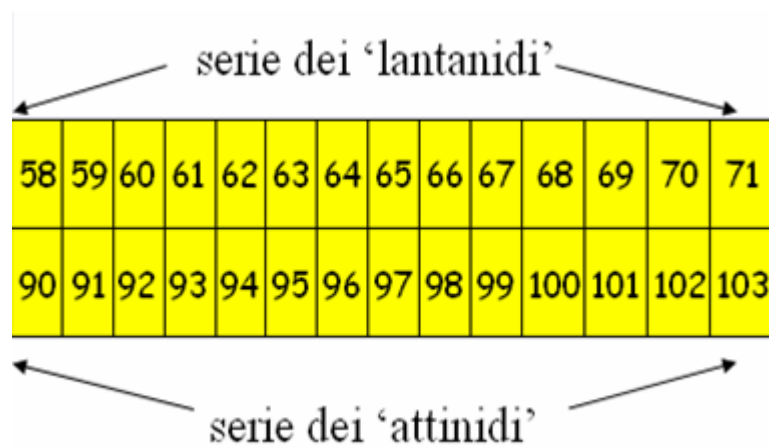 serie dei ‘lantanidi’
58 59 60 61 62 63 64 65 66 67 68 69 70 71
90 91 92 93 94 95 96 97 98 99 100 101 102 103
serie dei ‘attinidi’